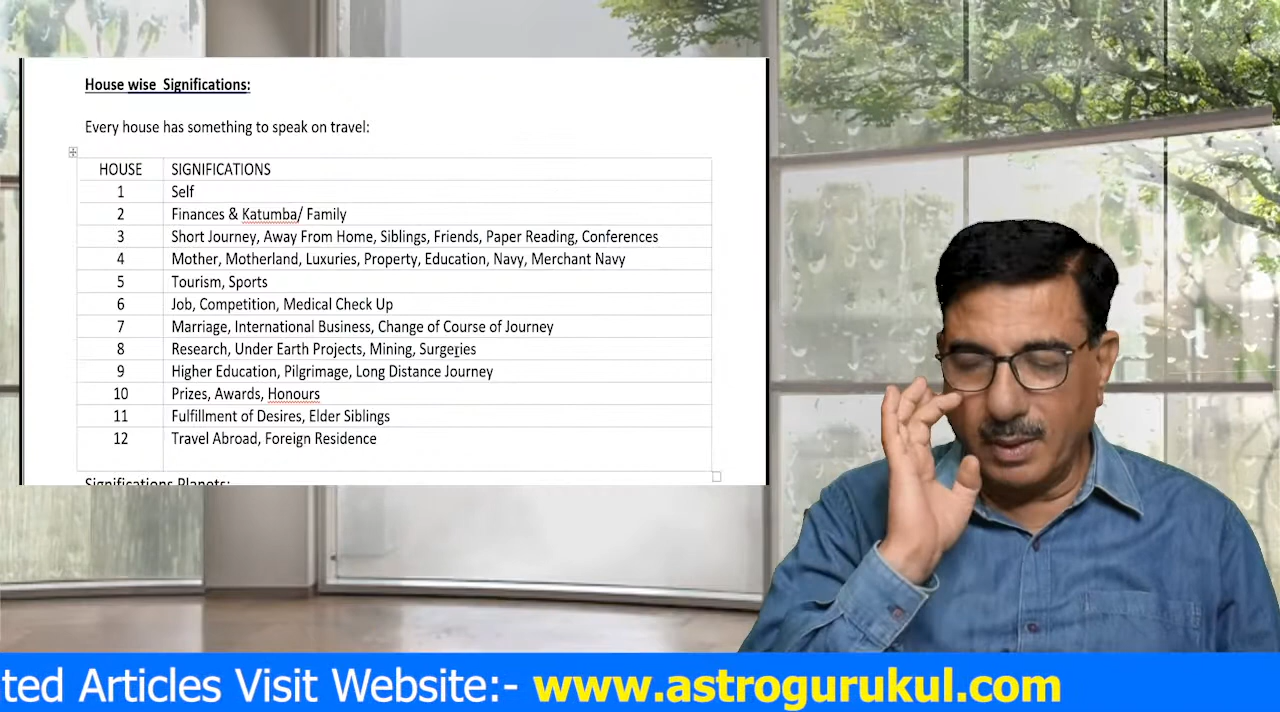 House wise  Significations:
Every house has something to speak on travel:
HOUSE SIGNIFICATIONS
1 Self
2 Finances & Katumba/ Family
3 Short Journey, Away From Home, Siblings, Friends, Paper Reading, Conferences
4 Mother, Motherland, Luxuries, Property, Education, Navy, Merchant Navy
5 Tourism, Sports
6 Job, Competition, Medical Check Up
7 Marriage, International Business, Change of Course of Journey
8 Research, Under Earth Projects, Mining, Surgeries
9 Higher Education, Pilgrimage, Long Distance Journey
10 Prizes, Awards, Honours
11 Fulfillment of Desires, Elder Siblings
12 Travel Abroad, Foreign Residence
Significations Planets:
ted Articles Visit Website:- www.astrogurukul.com